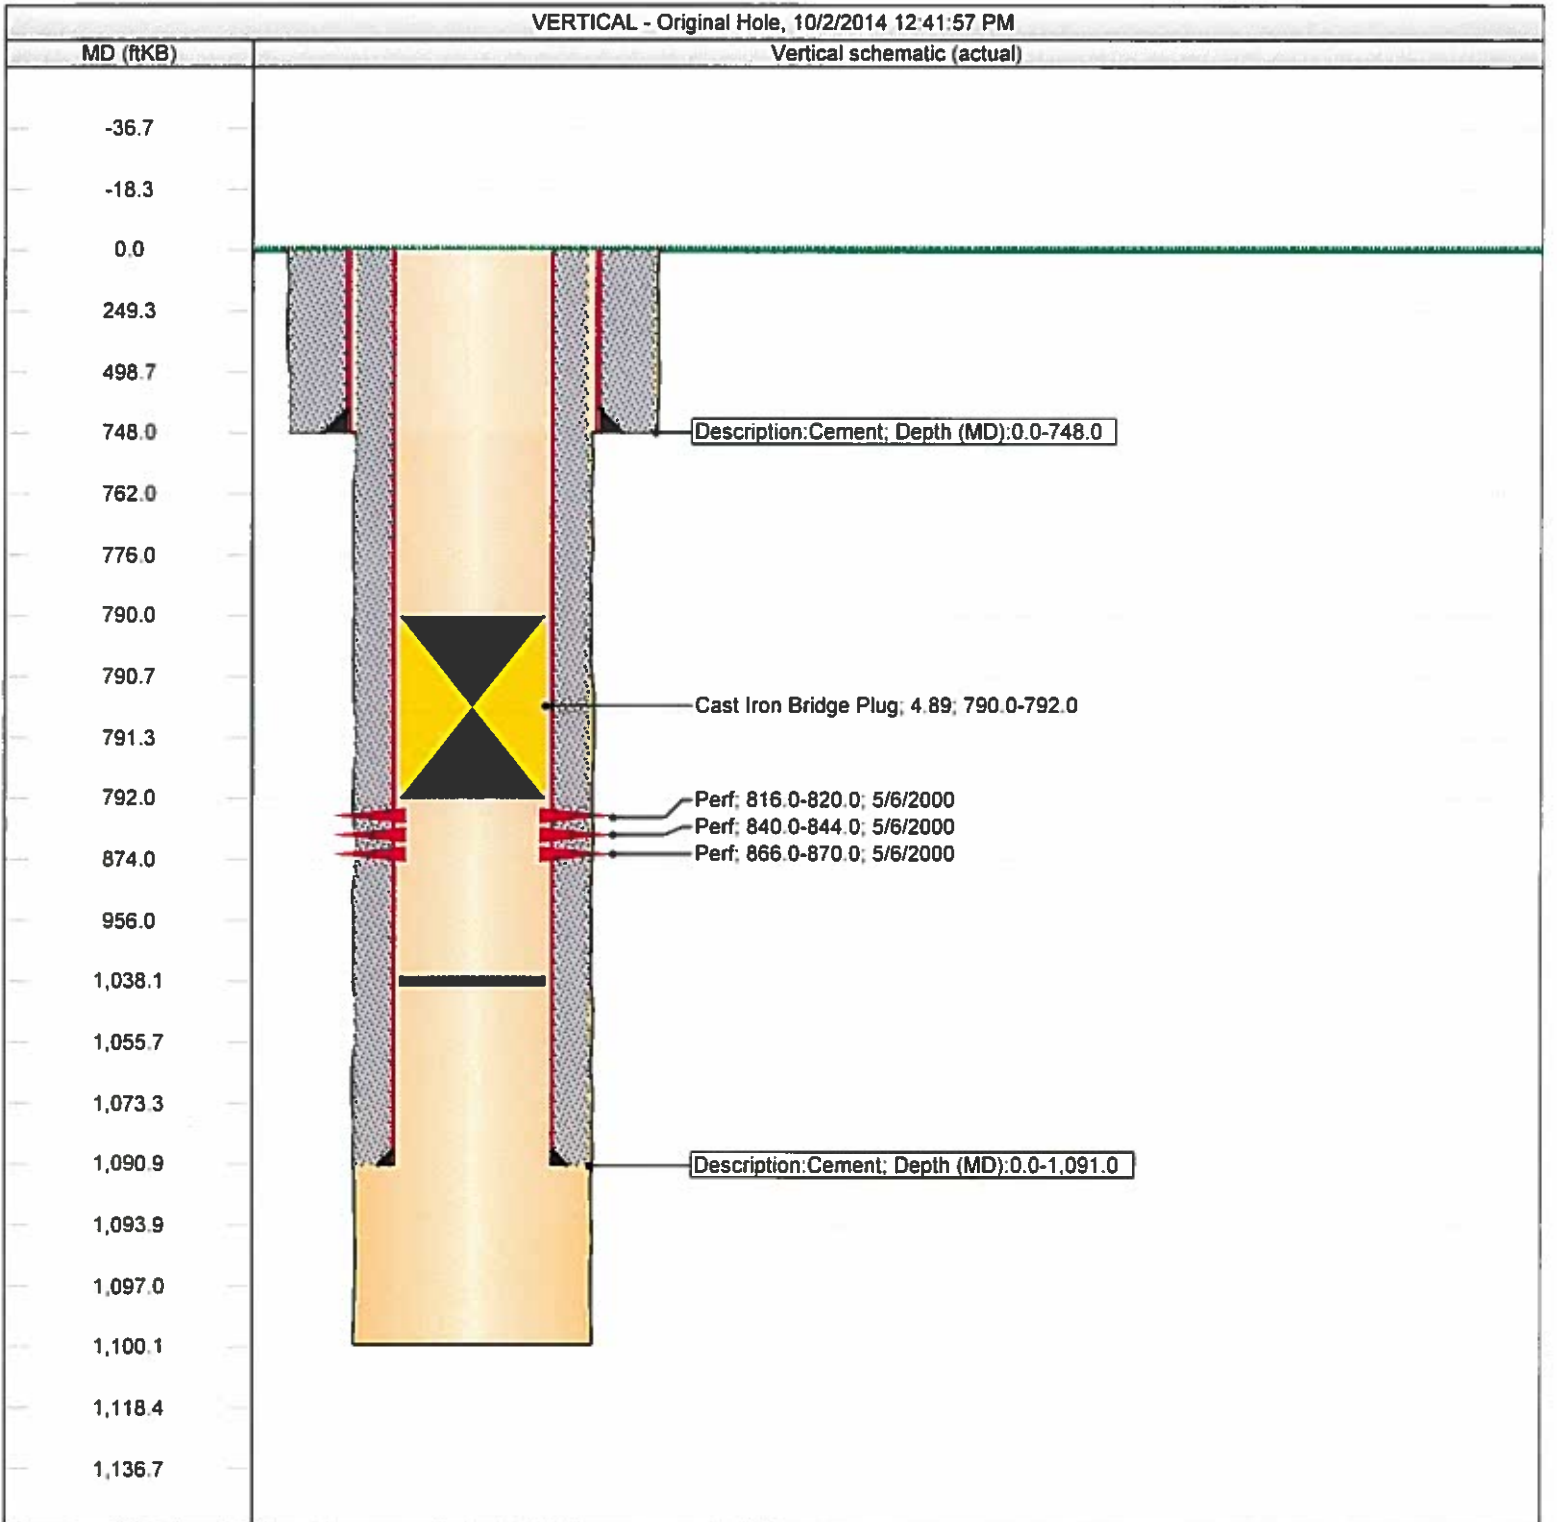 VERTICAL - Original Hole, 10/2/2014 12:41:57 PM
MD (ftKB)
Vertical schematic (actual)
-36.7
-18.3
0.0
249.3
498.7
748.0
Description:Cement; Depth (MD):0.0-748.0
762.0
776.0
790.0
790.7
Cast Iron Bridge Plug; 4.89; 790.0-792.0
791.3
792.0
Perf; 816.0-820.0; 5/6/2000
Perf; 840.0-844.0; 5/6/2000
Perf; 866.0-870.0; 5/6/2000
874.0
956.0
1,038.1
1,055.7
1,073.3
1,090.9
Description:Cement; Depth (MD):0.0-1,091.0
1,093.9
1,097.0
1,100.1
1,118.4
1,136.7